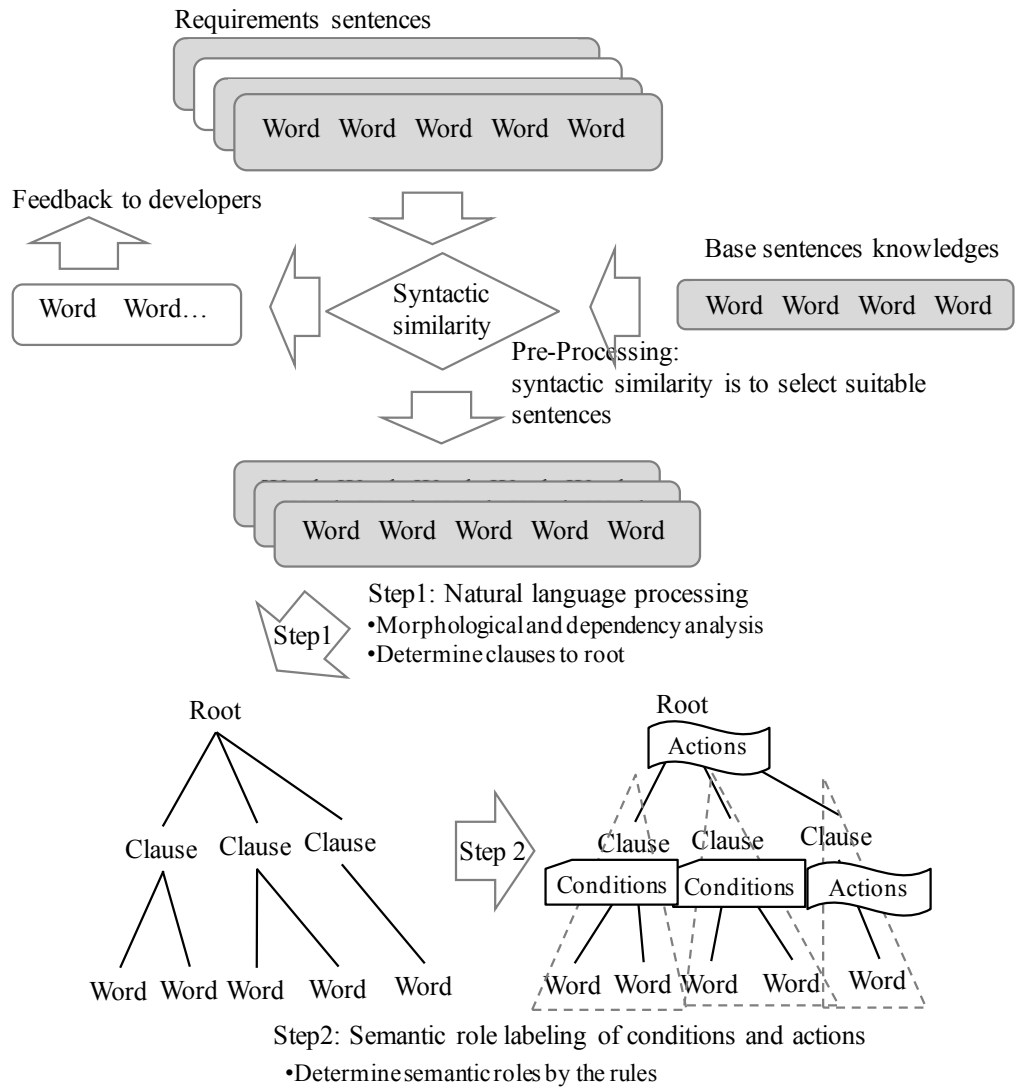 Requirements sentences
Word Word Word Word Word
Feedback to developers
Base sentences knowledges
Word Word…
Syntactic
similarity
Word Word Word Word
Pre-Processing:
syntactic similarity is to select suitable
sentences
Word Word Word Word Word
Step1
Step1: Natural language processing
•Morphological and dependency analysis
•Determine clauses to root
Root
Clause Clause Clause
Word Word Word Word Word
Step 2
Root
Actions
Clause Clause Clause
Conditions Conditions Actions
Word Word Word Word Word
Step2: Semantic role labeling of conditions and actions
•Determine semantic roles by the rules